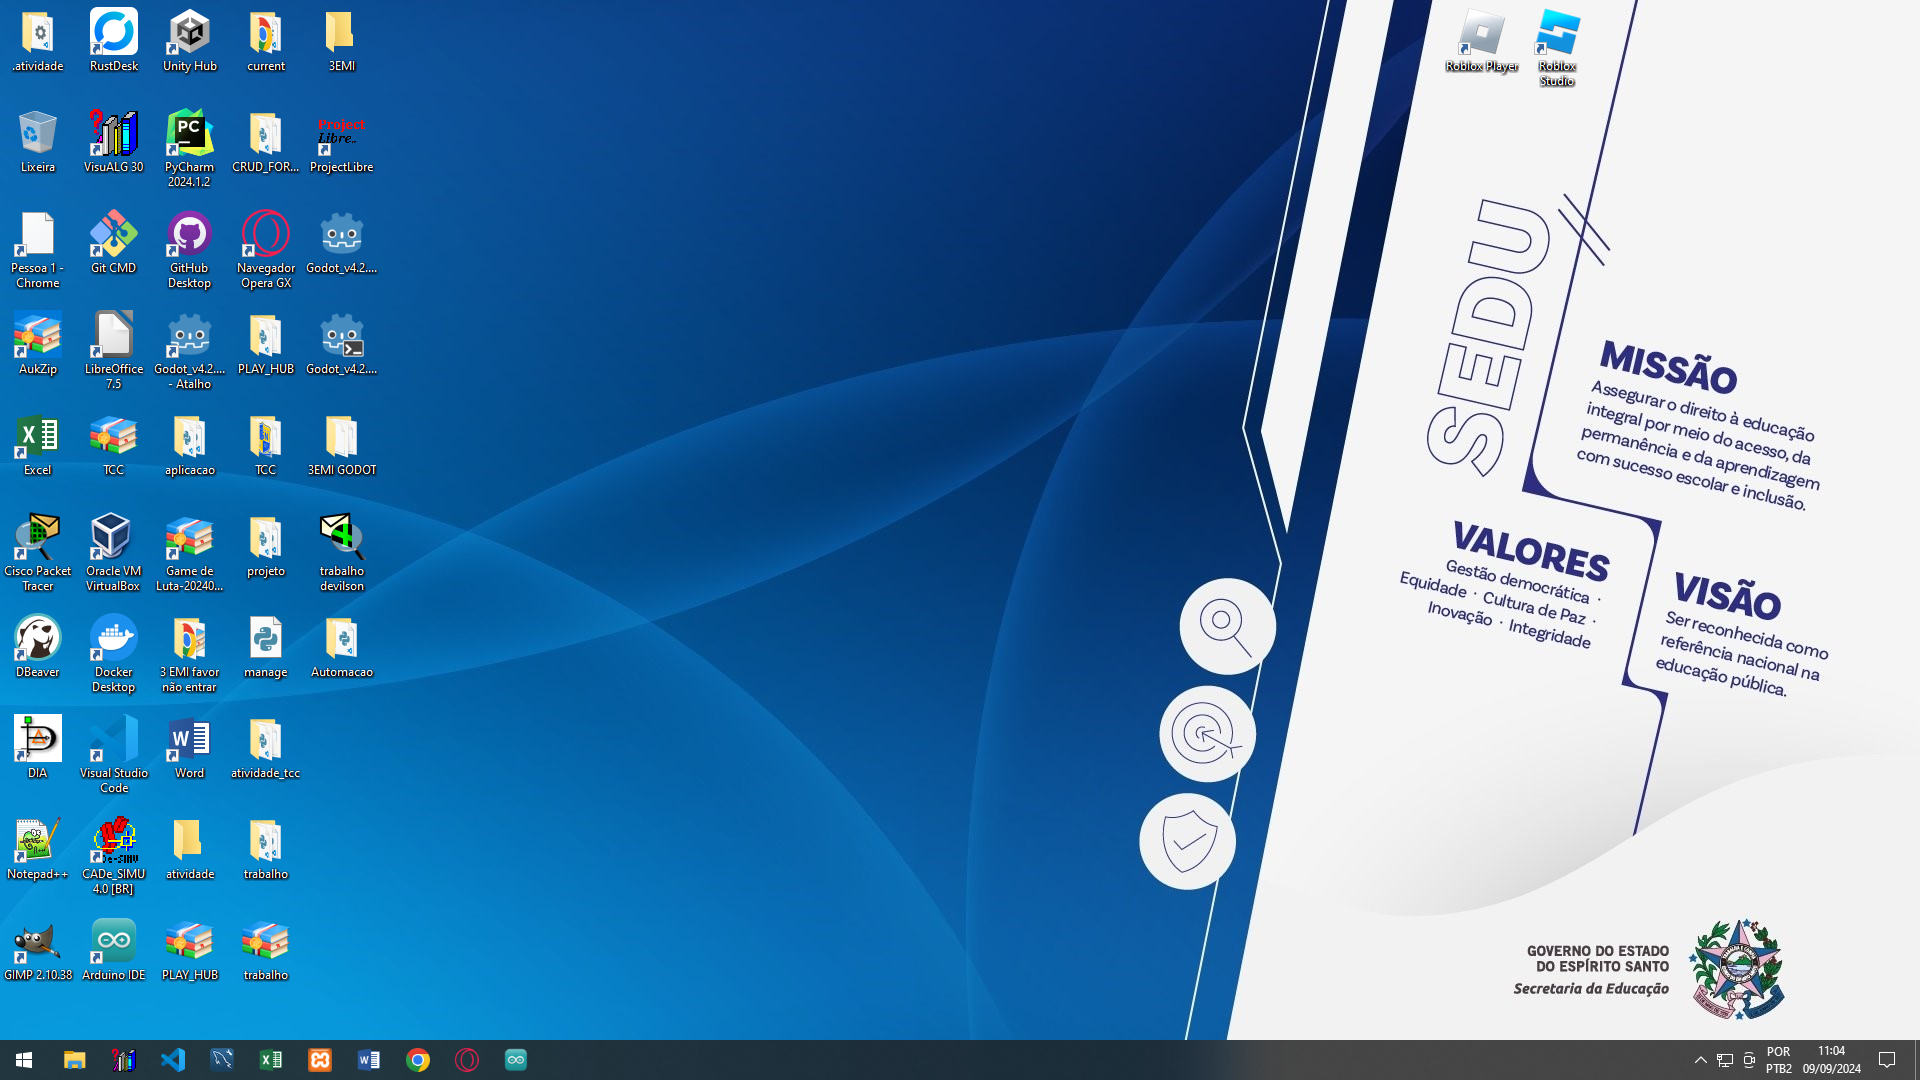 .atividade
RustDesk
Unity Hub
current
3EMI
Roblox Player
Roblox
Studio
Lixeira
VisuALG 30
PC
PyCharm
2024.1.2
CRUD_FOR...
Project
Libre..
ProjectLibre
Pessoa 1 -
Chrome
Git CMD
GitHub
Desktop
Navegador
Opera GX
Godot_v4.2....
AukZip
LibreOffice
7.5
Godot_v4.2....
- Atalho
PLAY_HUB
Godot_v4.2....
Excel
TCC
aplicacao
TCC
3EMI GODOT
Cisco Packet
Tracer
Oracle VM
VirtualBox
Game de
Luta-20240...
projeto
trabalho
devilson
DBeaver
Docker
Desktop
3 EMI favor
não entrar
manage
Automacao
DIA
Visual Studio
Code
Word
atividade_tcc
Notepad++
CADe_SIMU
4.0 [BR]
atividade
trabalho
GIMP 2.10.38
Arduino IDE
PLAY_HUB
trabalho
SEDU
MISSÃO
Assegurar o direito à educação
integral por meio do acesso, da
permanência e da aprendizagem
com sucesso escolar e inclusão.
VALORES
Gestão democrática ·
Equidade · Cultura de Paz ·
Inovação · Integridade
VISÃO
Ser reconhecida como
referência nacional na
educação pública.
GOVERNO DO ESTADO
DO ESPÍRITO SANTO
Secretaria da Educação
POR
PTB2
11:04
09/09/2024